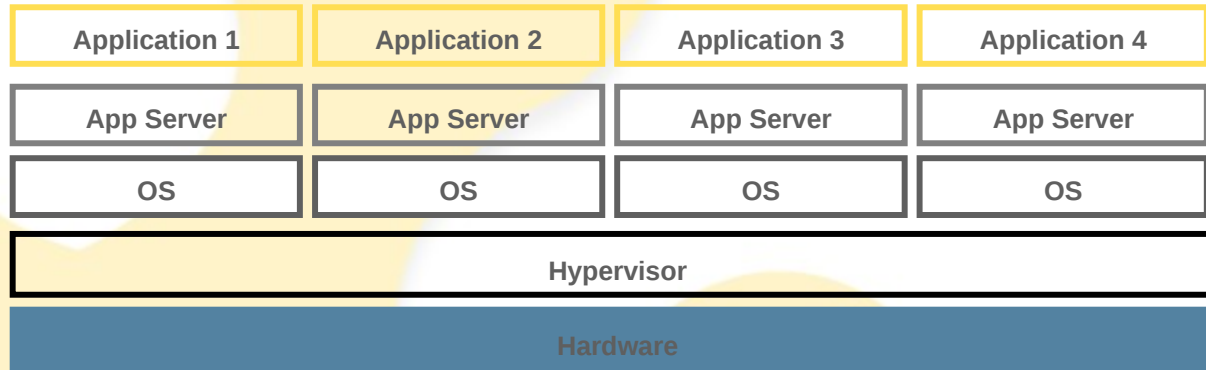 Application 1 Application 2 Application 3 Application 4
App Server App Server App Server App Server
OS OS OS OS
Hypervisor
Hardware